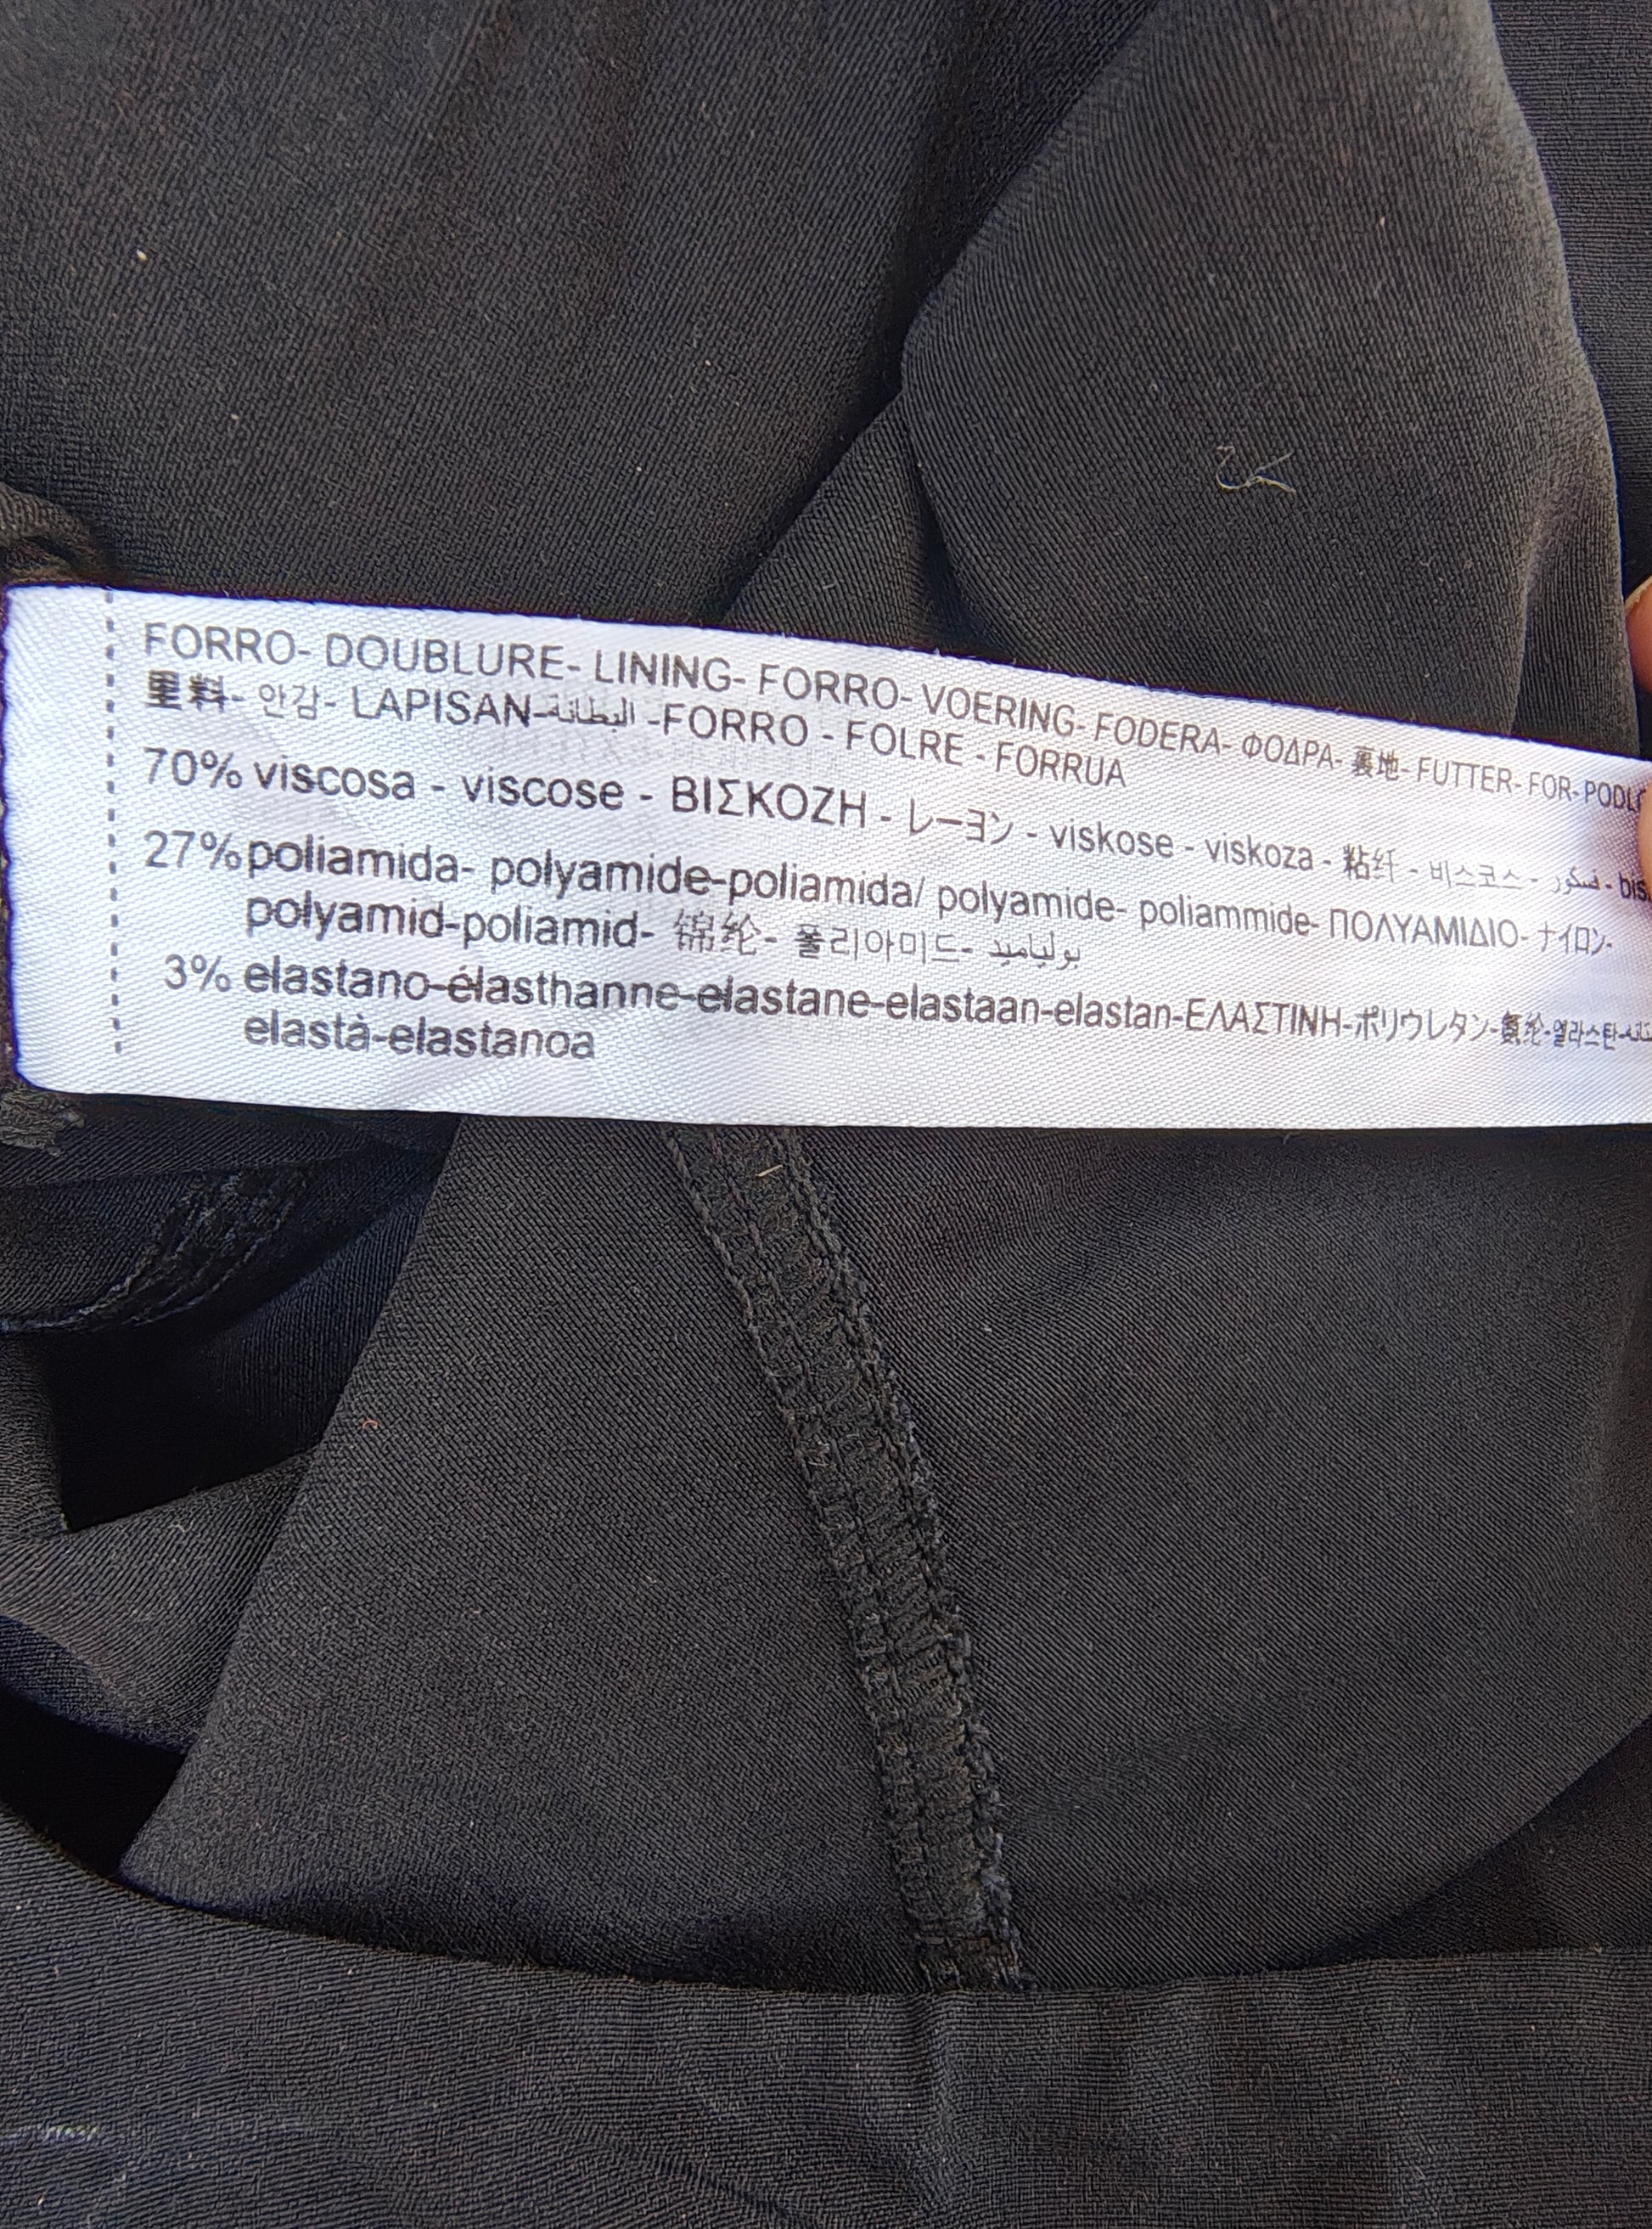 FORRO- DOUBLURE- LINING- FORRO- VOERING- FODERA- ΦΟΔΡΑ- 裏地- FUTTER- FOR-
里料- 안감- LAPISAN-البطانة -FORRO - FOLRE - FORRUA
70% viscosa - viscose - ΒΙΣΚΟΖΗ - レーヨン - viskose - viskoza - 粘纤 - 비스코스 -
27% poliamida- polyamide-poliamida/ polyamide- poliammide- ΠΟΛΥΑΜΙΔΙΟ- ナイロン-
polyamid-poliamid- 锦纶- 폴리아미드- بولياميد
3% elastano-élasthanne-elastane-elastaan-elastan-ΕΛΑΣΤΙΝΗ-ポリウレタン-氨纶-엘라스탄-
elastà-elastanoa